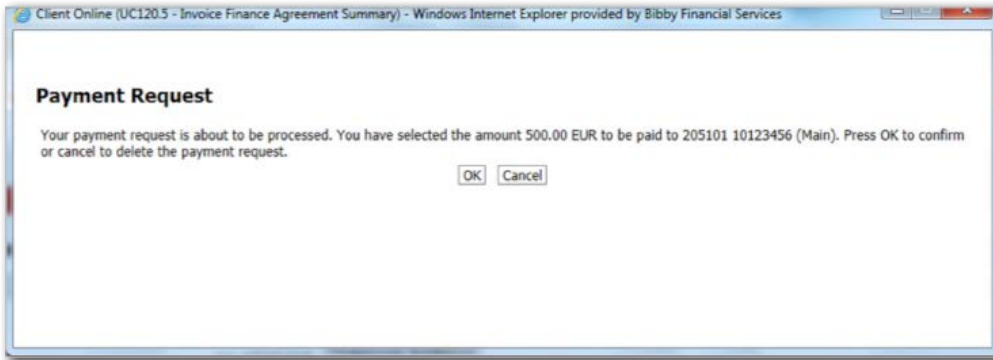 Client Online (UC120.5 - Invoice Finance Agreement Summary) - Windows Internet Explorer provided by Bibby Financial Services
Payment Request
Your payment request is about to be processed. You have selected the amount 500.00 EUR to be paid to 205101 10123456 (Main). Press OK to confirm
or cancel to delete the payment request.
OK Cancel